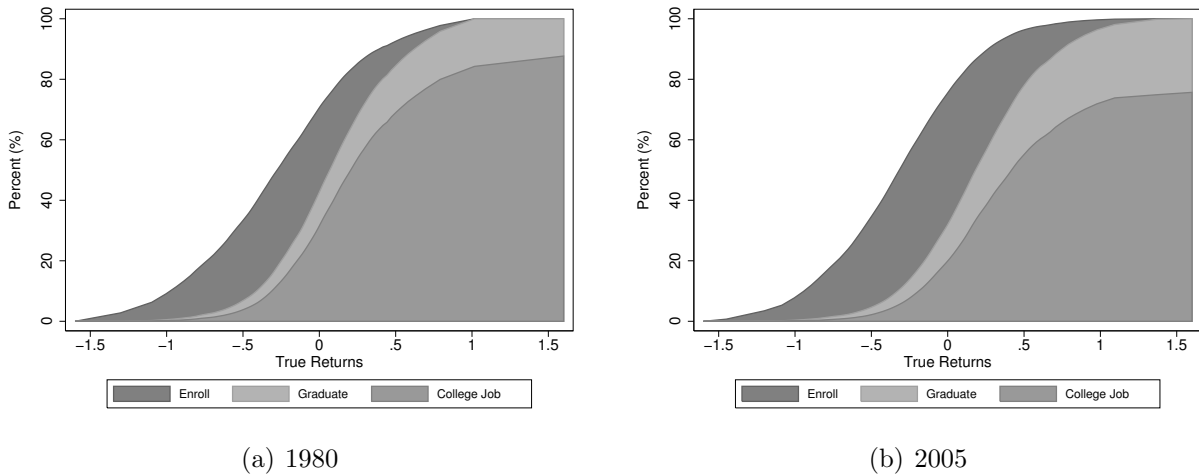 100
80
60
40
20
0
Percent (%)
−1.5 −1 −.5 0 .5 1 1.5
True Returns
Enroll Graduate College Job
(a) 1980
100
80
60
40
20
0
Percent (%)
−1.5 −1 −.5 0 .5 1 1.5
True Returns
Enroll Graduate College Job
(b) 2005